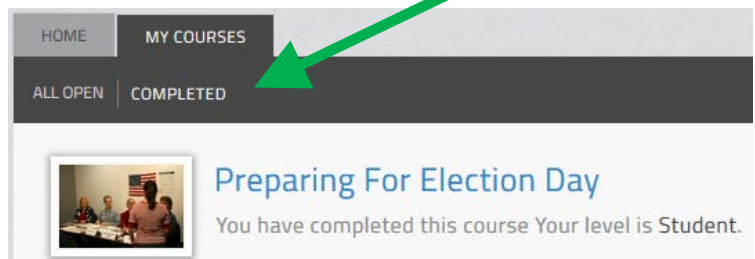 HOME MY COURSES
ALL OPEN COMPLETED
Preparing For Election Day
You have completed this course Your level is Student.